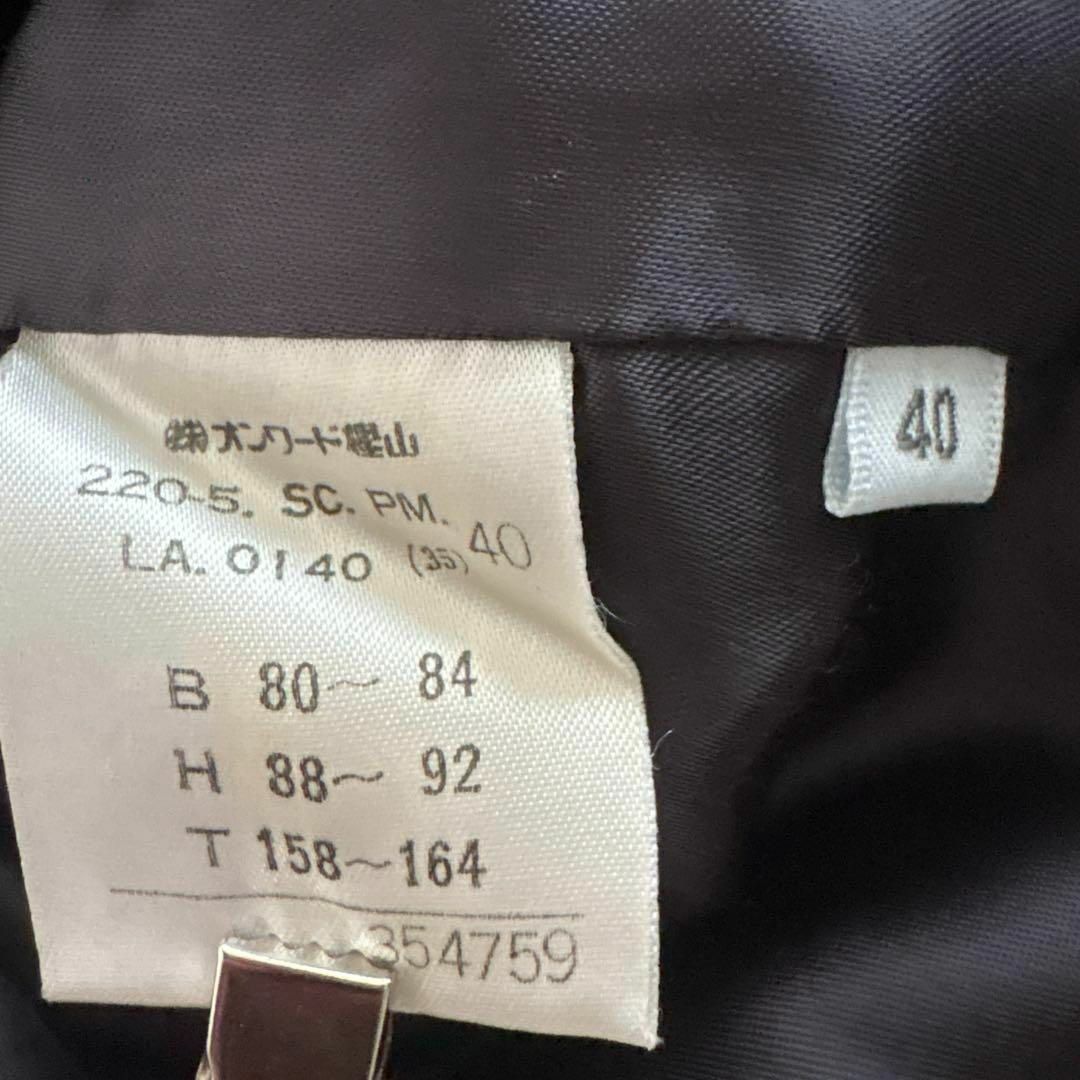 ㈱オンワード樫山
220-5. SC. PM.
LA. 0140 (35) 40
B 80〜 84
H 88〜 92
T 158〜164
354759
40